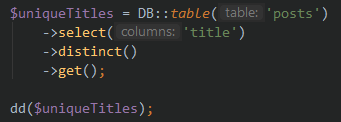 $uniqueTitles = DB::table( table: 'posts')
->select( columns: 'title')
->distinct()
->get();
dd($uniqueTitles);